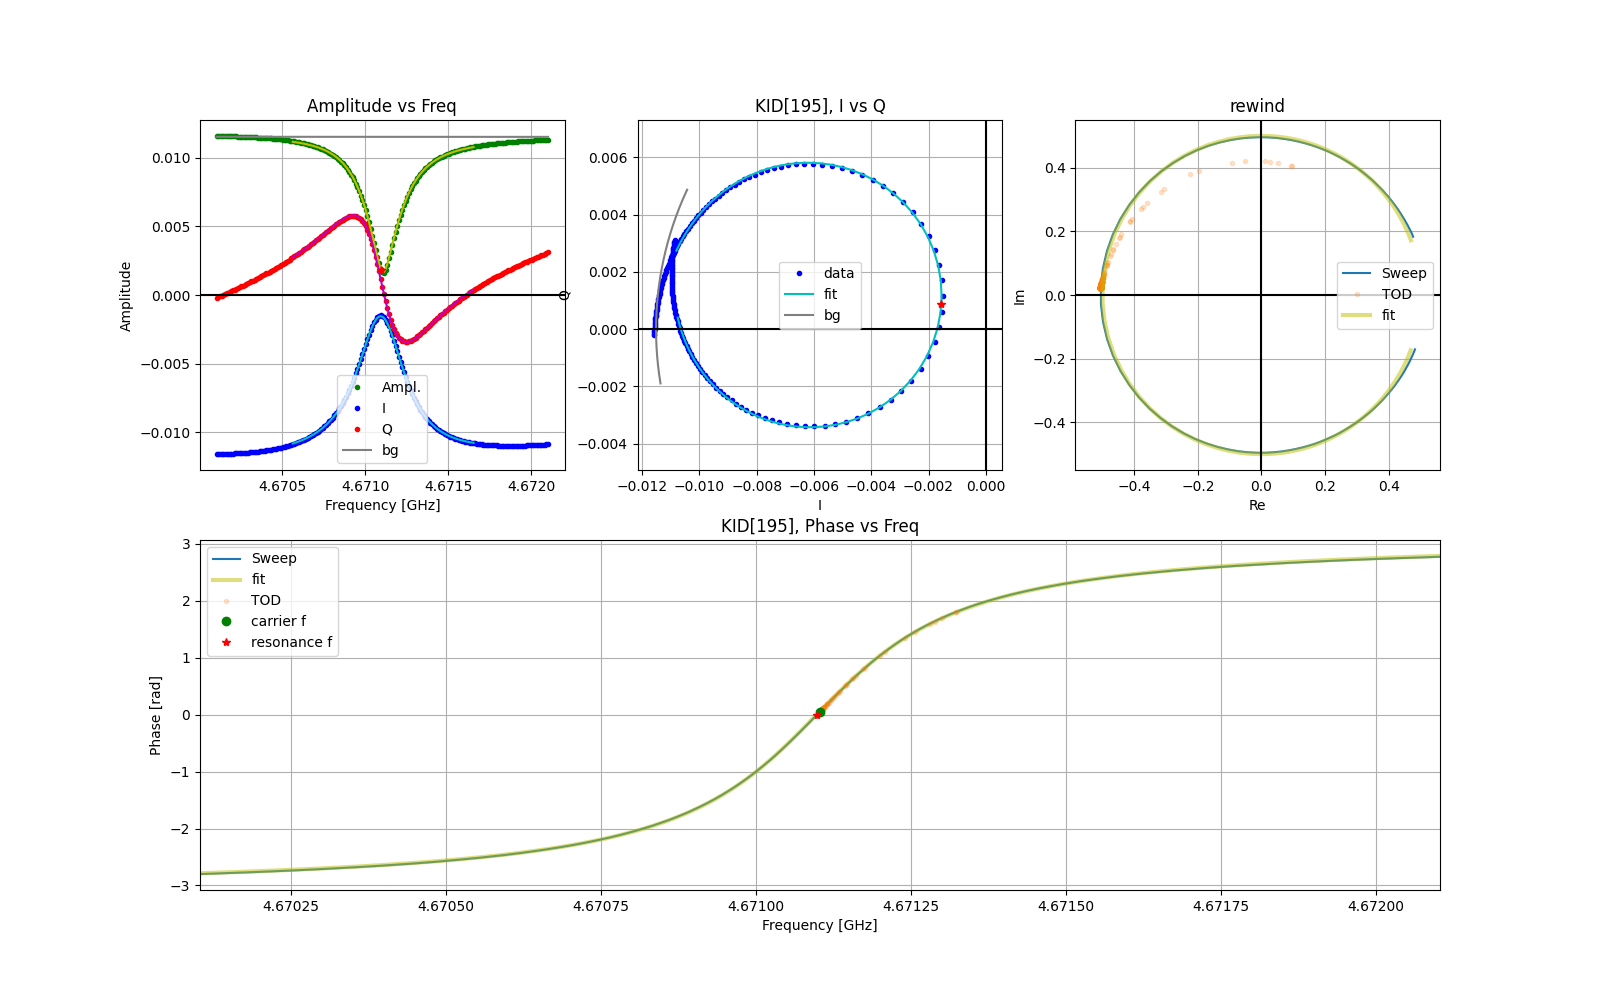 Amplitude vs Freq
KID[195], I vs Q
rewind
0.010
0.005
0.000
−0.005
−0.010
Amplitude
Ampl.
I
Q
bg
4.6705
4.6710
4.6715
4.6720
Frequency [GHz]
0.006
0.004
0.002
0.000
−0.002
−0.004
Q
data
fit
bg
−0.012
−0.010
−0.008
−0.006
−0.004
−0.002
0.000
I
0.4
0.2
0.0
−0.2
−0.4
Im
Sweep
TOD
fit
−0.4
−0.2
0.0
0.2
0.4
Re
KID[195], Phase vs Freq
3
2
1
0
−1
−2
−3
Phase [rad]
Sweep
fit
TOD
carrier f
resonance f
4.67025
4.67050
4.67075
4.67100
4.67125
4.67150
4.67175
4.67200
Frequency [GHz]